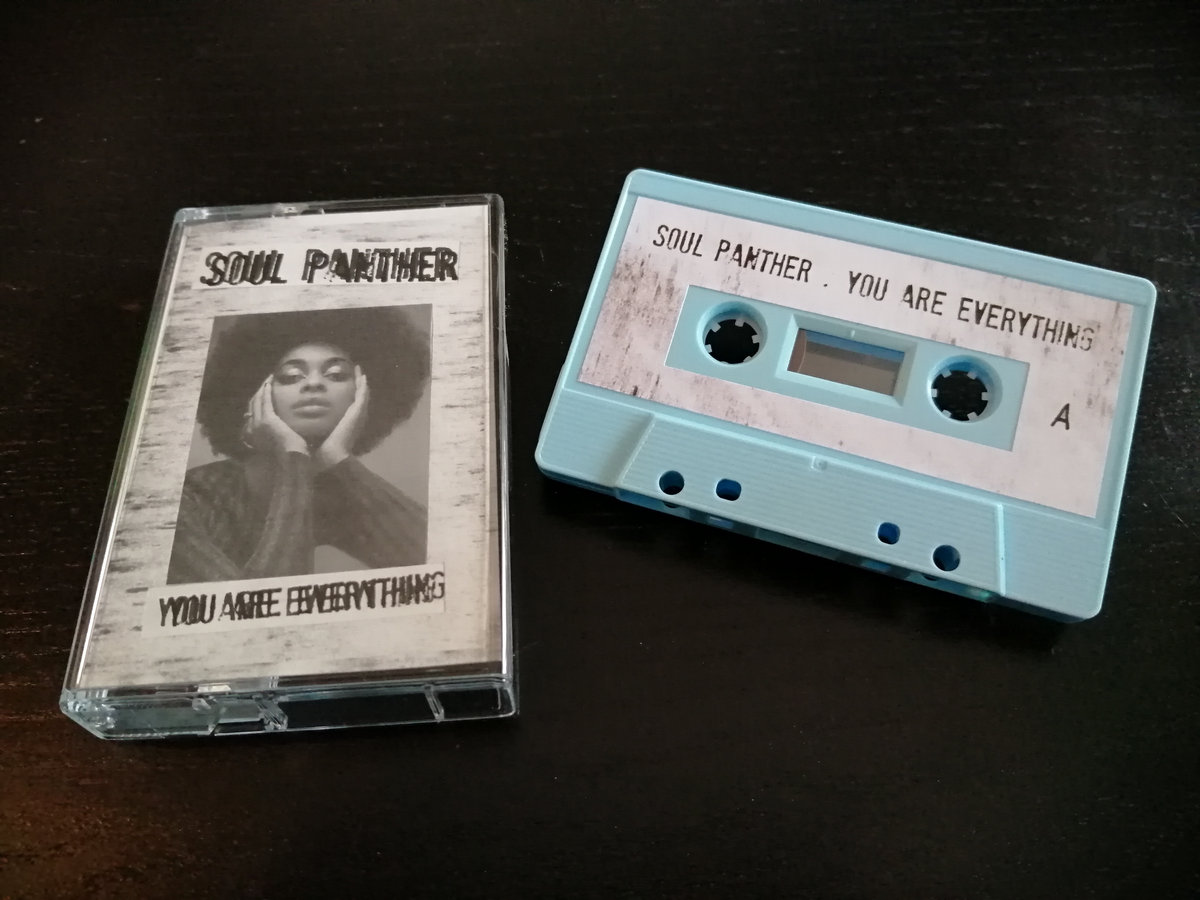 SOUL PANTHER
YOU ARE EVERYTHING
SOUL PANTHER . YOU ARE EVERYTHING
A